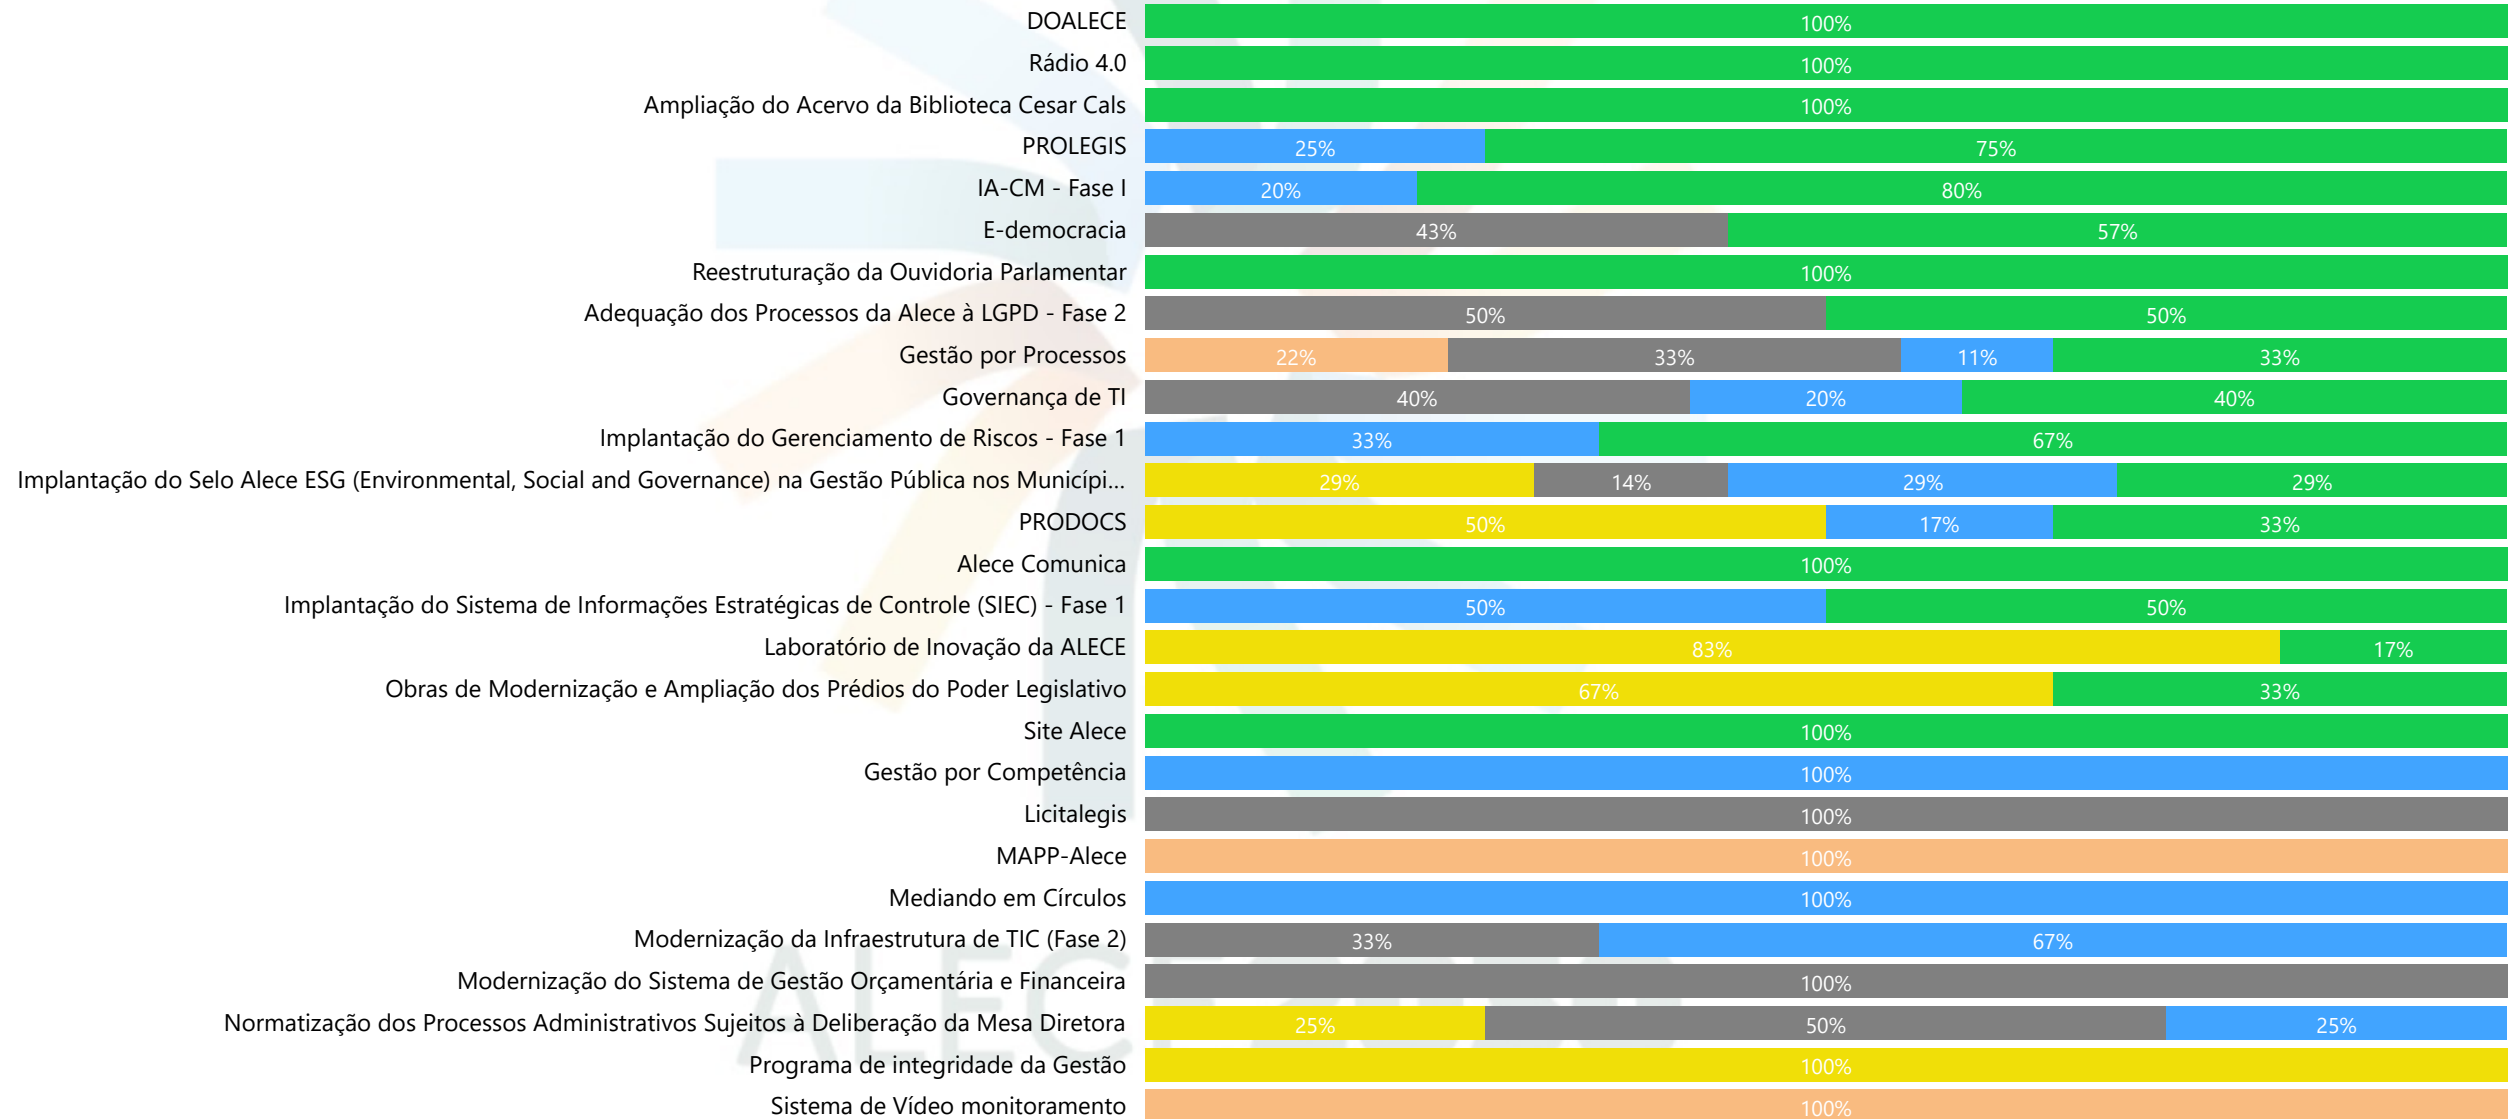 DOALECE 100%
Rádio 4.0 100%
Ampliação do Acervo da Biblioteca Cesar Cals 100%
PROLEGIS 25% 75%
IA-CM - Fase I 20% 80%
E-democracia 43% 57%
Reestruturação da Ouvidoria Parlamentar 100%
Adequação dos Processos da Alece à LGPD - Fase 2 50% 50%
Gestão por Processos 22% 33% 11% 33%
Governança de TI 40% 20% 40%
Implantação do Gerenciamento de Riscos - Fase 1 33% 67%
Implantação do Selo Alece ESG (Environmental, Social and Governance) na Gestão Pública nos Municípi... 29% 14% 29% 29%
PRODOCS 50% 17% 33%
Alece Comunica 100%
Implantação do Sistema de Informações Estratégicas de Controle (SIEC) - Fase 1 50% 50%
Laboratório de Inovação da ALECE 83% 17%
Obras de Modernização e Ampliação dos Prédios do Poder Legislativo 67% 33%
Site Alece 100%
Gestão por Competência 100%
Licitalegis 100%
MAPP-Alece 100%
Mediando em Círculos 100%
Modernização da Infraestrutura de TIC (Fase 2) 33% 67%
Modernização do Sistema de Gestão Orçamentária e Financeira 100%
Normatização dos Processos Administrativos Sujeitos à Deliberação da Mesa Diretora 25% 50% 25%
Programa de integridade da Gestão 100%
Sistema de Vídeo monitoramento 100%